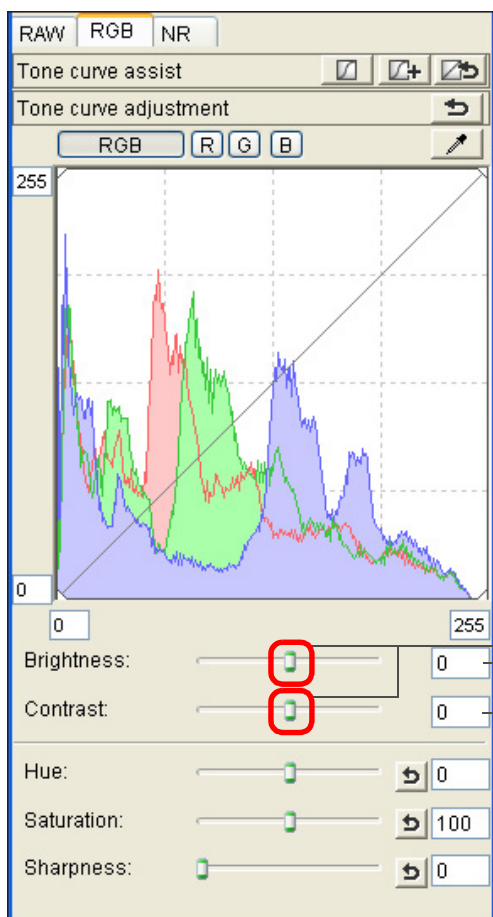 RAW RGB NR
Tone curve assist
Tone curve adjustment
RGB R G B
255
0
0 255
Brightness: 0
Contrast: 0
Hue: 0
Saturation: 100
Sharpness: 0